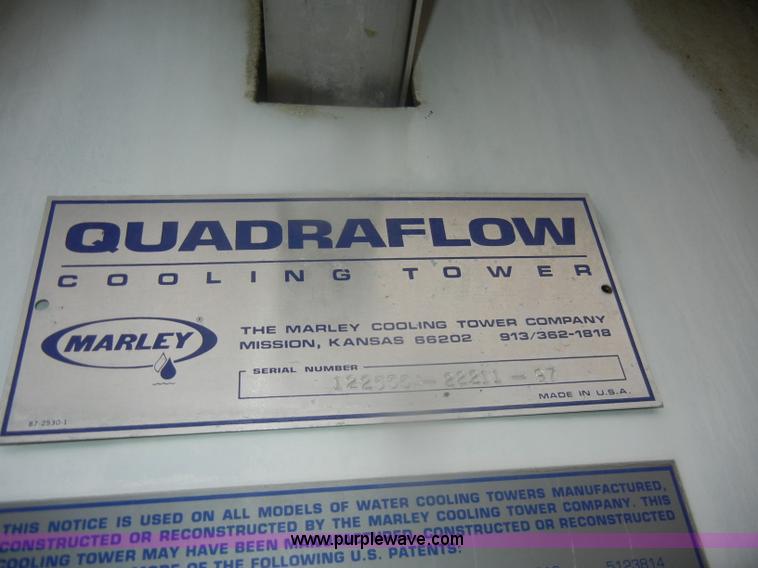 QUADRAFLOW
COOLING TOWER
MARLEY ®
THE MARLEY COOLING TOWER COMPANY
MISSION, KANSAS 66202 913/362-1818
SERIAL NUMBER
MADE IN U.S.A.
87-2530-1
THIS NOTICE IS USED ON ALL MODELS OF WATER COOLING TOWERS MANUFACTURED,
CONSTRUCTED OR RECONSTRUCTED BY THE MARLEY COOLING TOWER COMPANY. THIS
COOLING TOWER MAY HAVE BEEN CONSTRUCTED OR RECONSTRUCTED
MORE OF THE FOLLOWING U.S. PATENTS:
5123814
www.purplewave.com